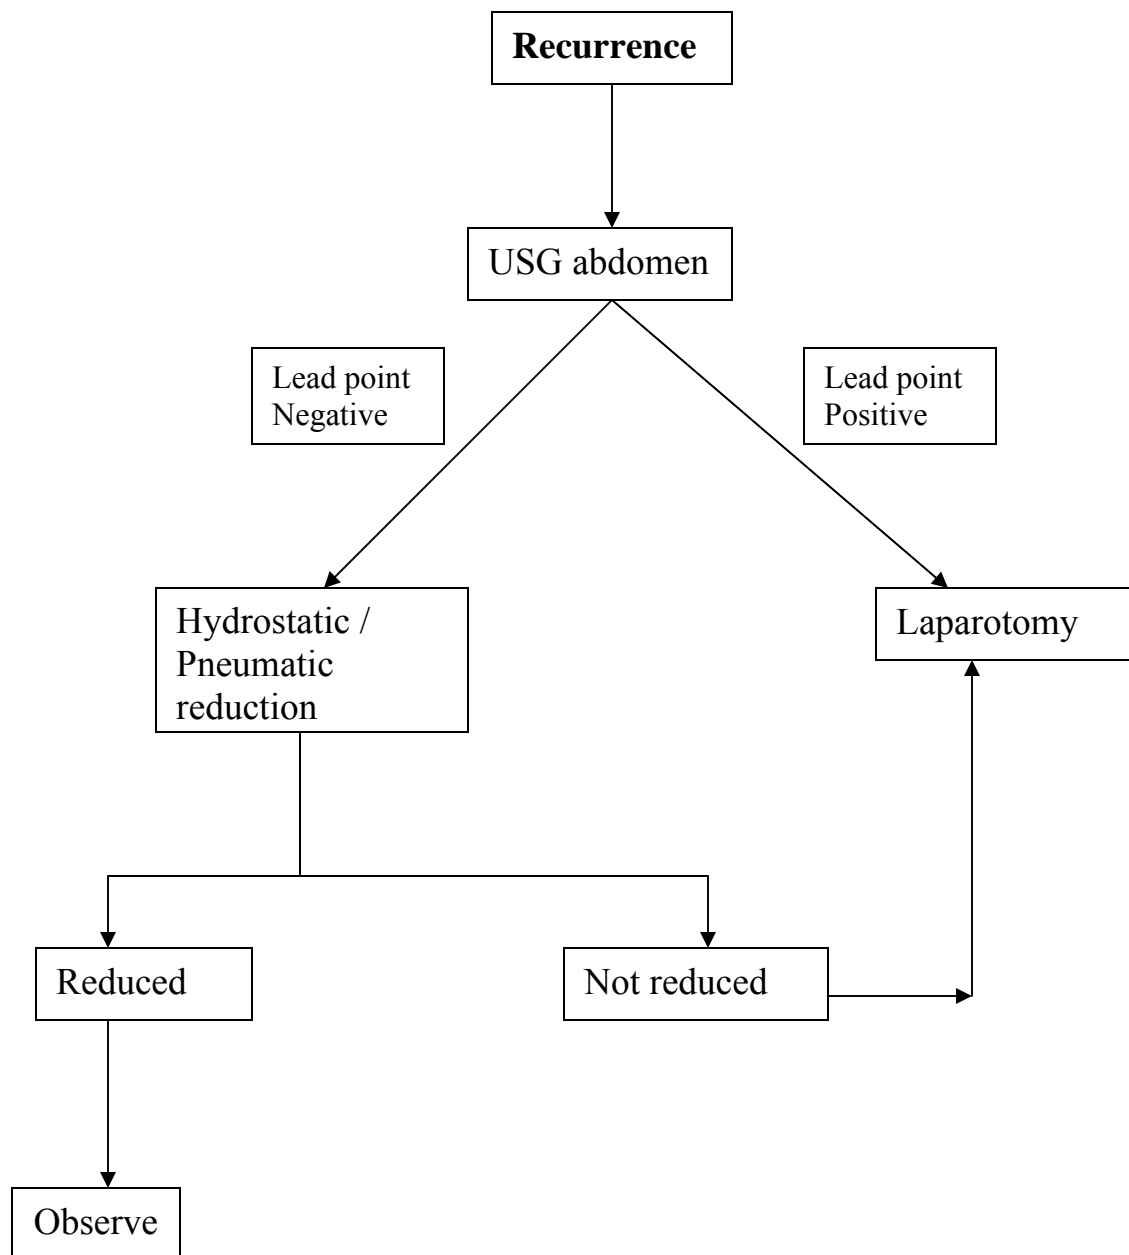 Recurrence
USG abdomen
Lead point
Negative
Lead point
Positive
Hydrostatic /
Pneumatic
reduction
Laparotomy
Reduced
Not reduced
Observe